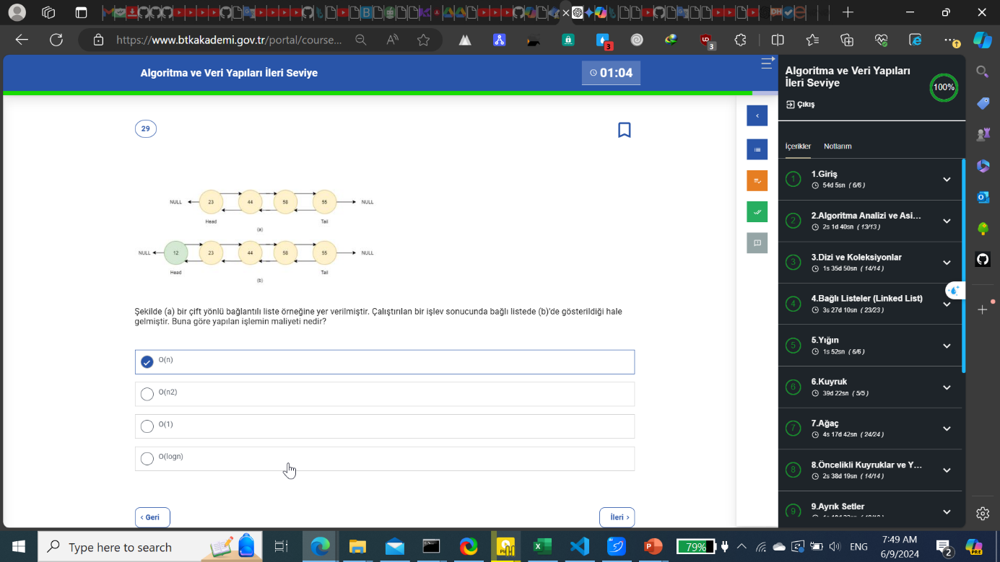 https://www.btkakademi.gov.tr/portal/course...
3
3
Algoritma ve Veri Yapıları İleri Seviye
01:04
29
NULL
23
44
58
55
NULL
Head
Tail
(a)
NULL
12
23
44
58
55
NULL
Head
Tail
(b)
Şekilde (a) bir çift yönlü bağlantılı liste örneğine yer verilmiştir. Çalıştırılan bir işlev sonucunda bağlı listede (b)'de gösterildiği hale
gelmiştir. Buna göre yapılan işlemin maliyeti nedir?
O(n)
O(n2)
O(1)
O(logn)
‹ Geri
İleri ›
Algoritma ve Veri Yapıları
İleri Seviye
100%
Çıkış
İçerikler
Notlarım
1
1.Giriş
54d 5sn (6/6)
2
2.Algoritma Analizi ve Asi...
2s 1d 40sn (13/13)
3
3.Dizi ve Koleksiyonlar
1s 35d 50sn (14/14)
4
4.Bağlı Listeler (Linked List)
3s 27d 10sn (23/23)
5
5.Yığın
1s 52sn (6/6)
6
6.Kuyruk
39d 22sn (5/5)
7
7.Ağaç
4s 17d 42sn (24/24)
8
8.Öncelikli Kuyruklar ve Y...
2s 38d 19sn (14/14)
9
9.Ayrık Setler
Type here to search
79%
ENG
7:49 AM
6/9/2024
2
PRE